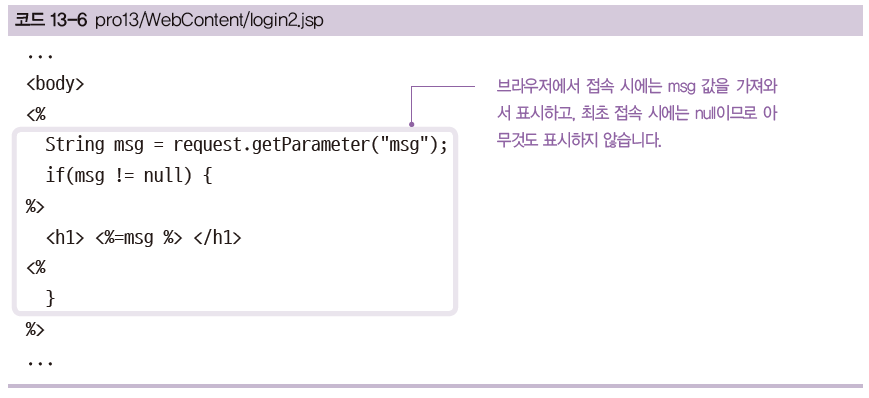 코드 13-6 pro13/WebContent/login2.jsp
...
<body>
<%
String msg = request.getParameter("msg");
if(msg != null) {
%>
<h1> <%=msg %> </h1>
<%
}
%>
...
브라우저에서 접속 시에는 msg 값을 가져와
서 표시하고, 최초 접속 시에는 null이므로 아
무것도 표시하지 않습니다.